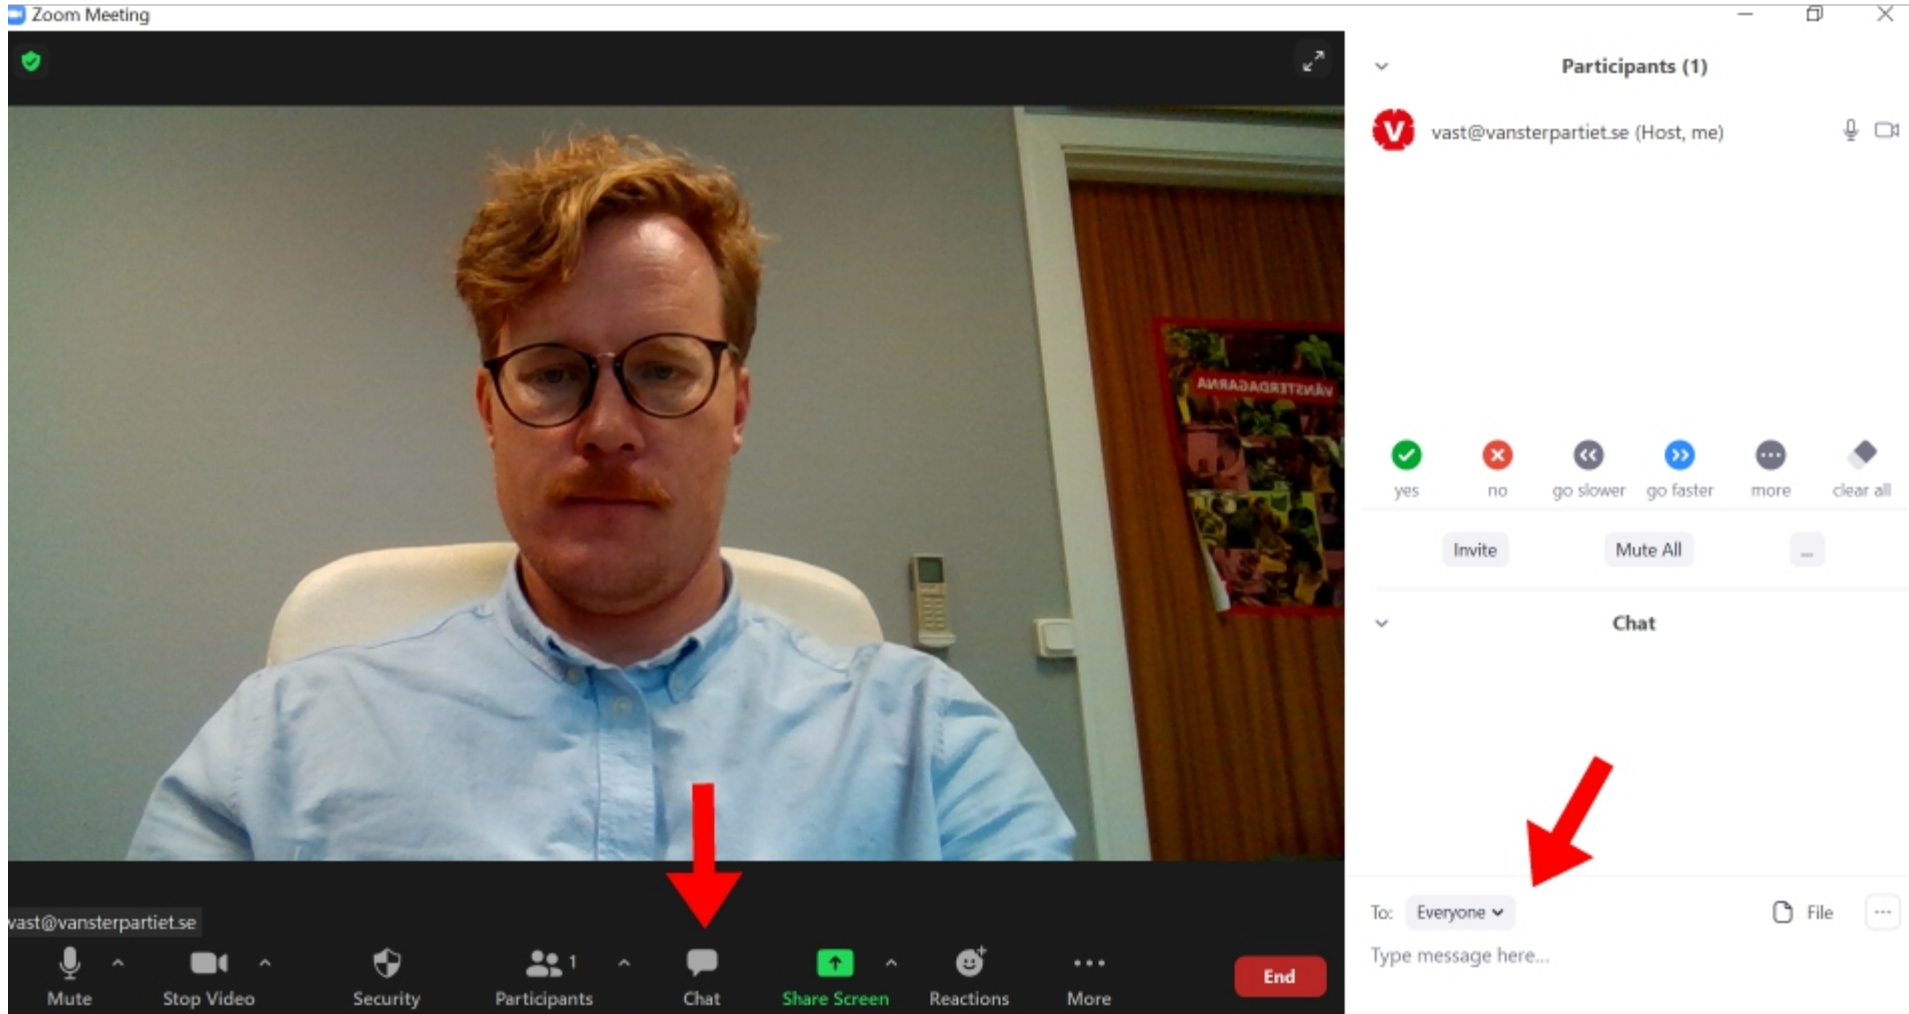 Zoom Meeting
Participants (1)
V
vast@vansterpartiet.se (Host, me)
VÄNSTERDAGARNA
yes
no
go slower
go faster
more
clear all
Invite
Mute All
...
Chat
vast@vansterpartiet.se
To:
Everyone
File
Type message here...
1
Mute
Stop Video
Security
Participants
Chat
Share Screen
Reactions
More
End